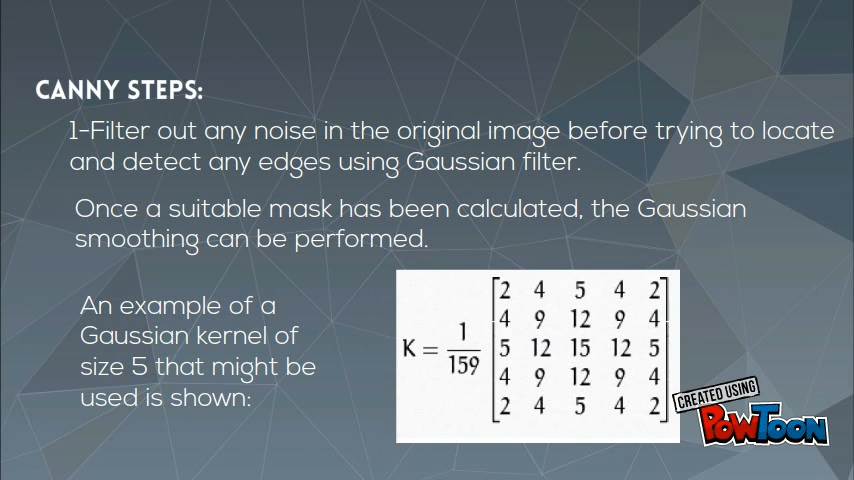 CANNY STEPS:
1-Filter out any noise in the original image before trying to locate
and detect any edges using Gaussian filter.
Once a suitable mask has been calculated, the Gaussian
smoothing can be performed.
An example of a
Gaussian kernel of
size 5 that might be
used is shown:
K = 1/159
2 4 5 4 2
4 9 12 9 4
5 12 15 12 5
4 9 12 9 4
2 4 5 4 2
CREATED USING
POWTOON